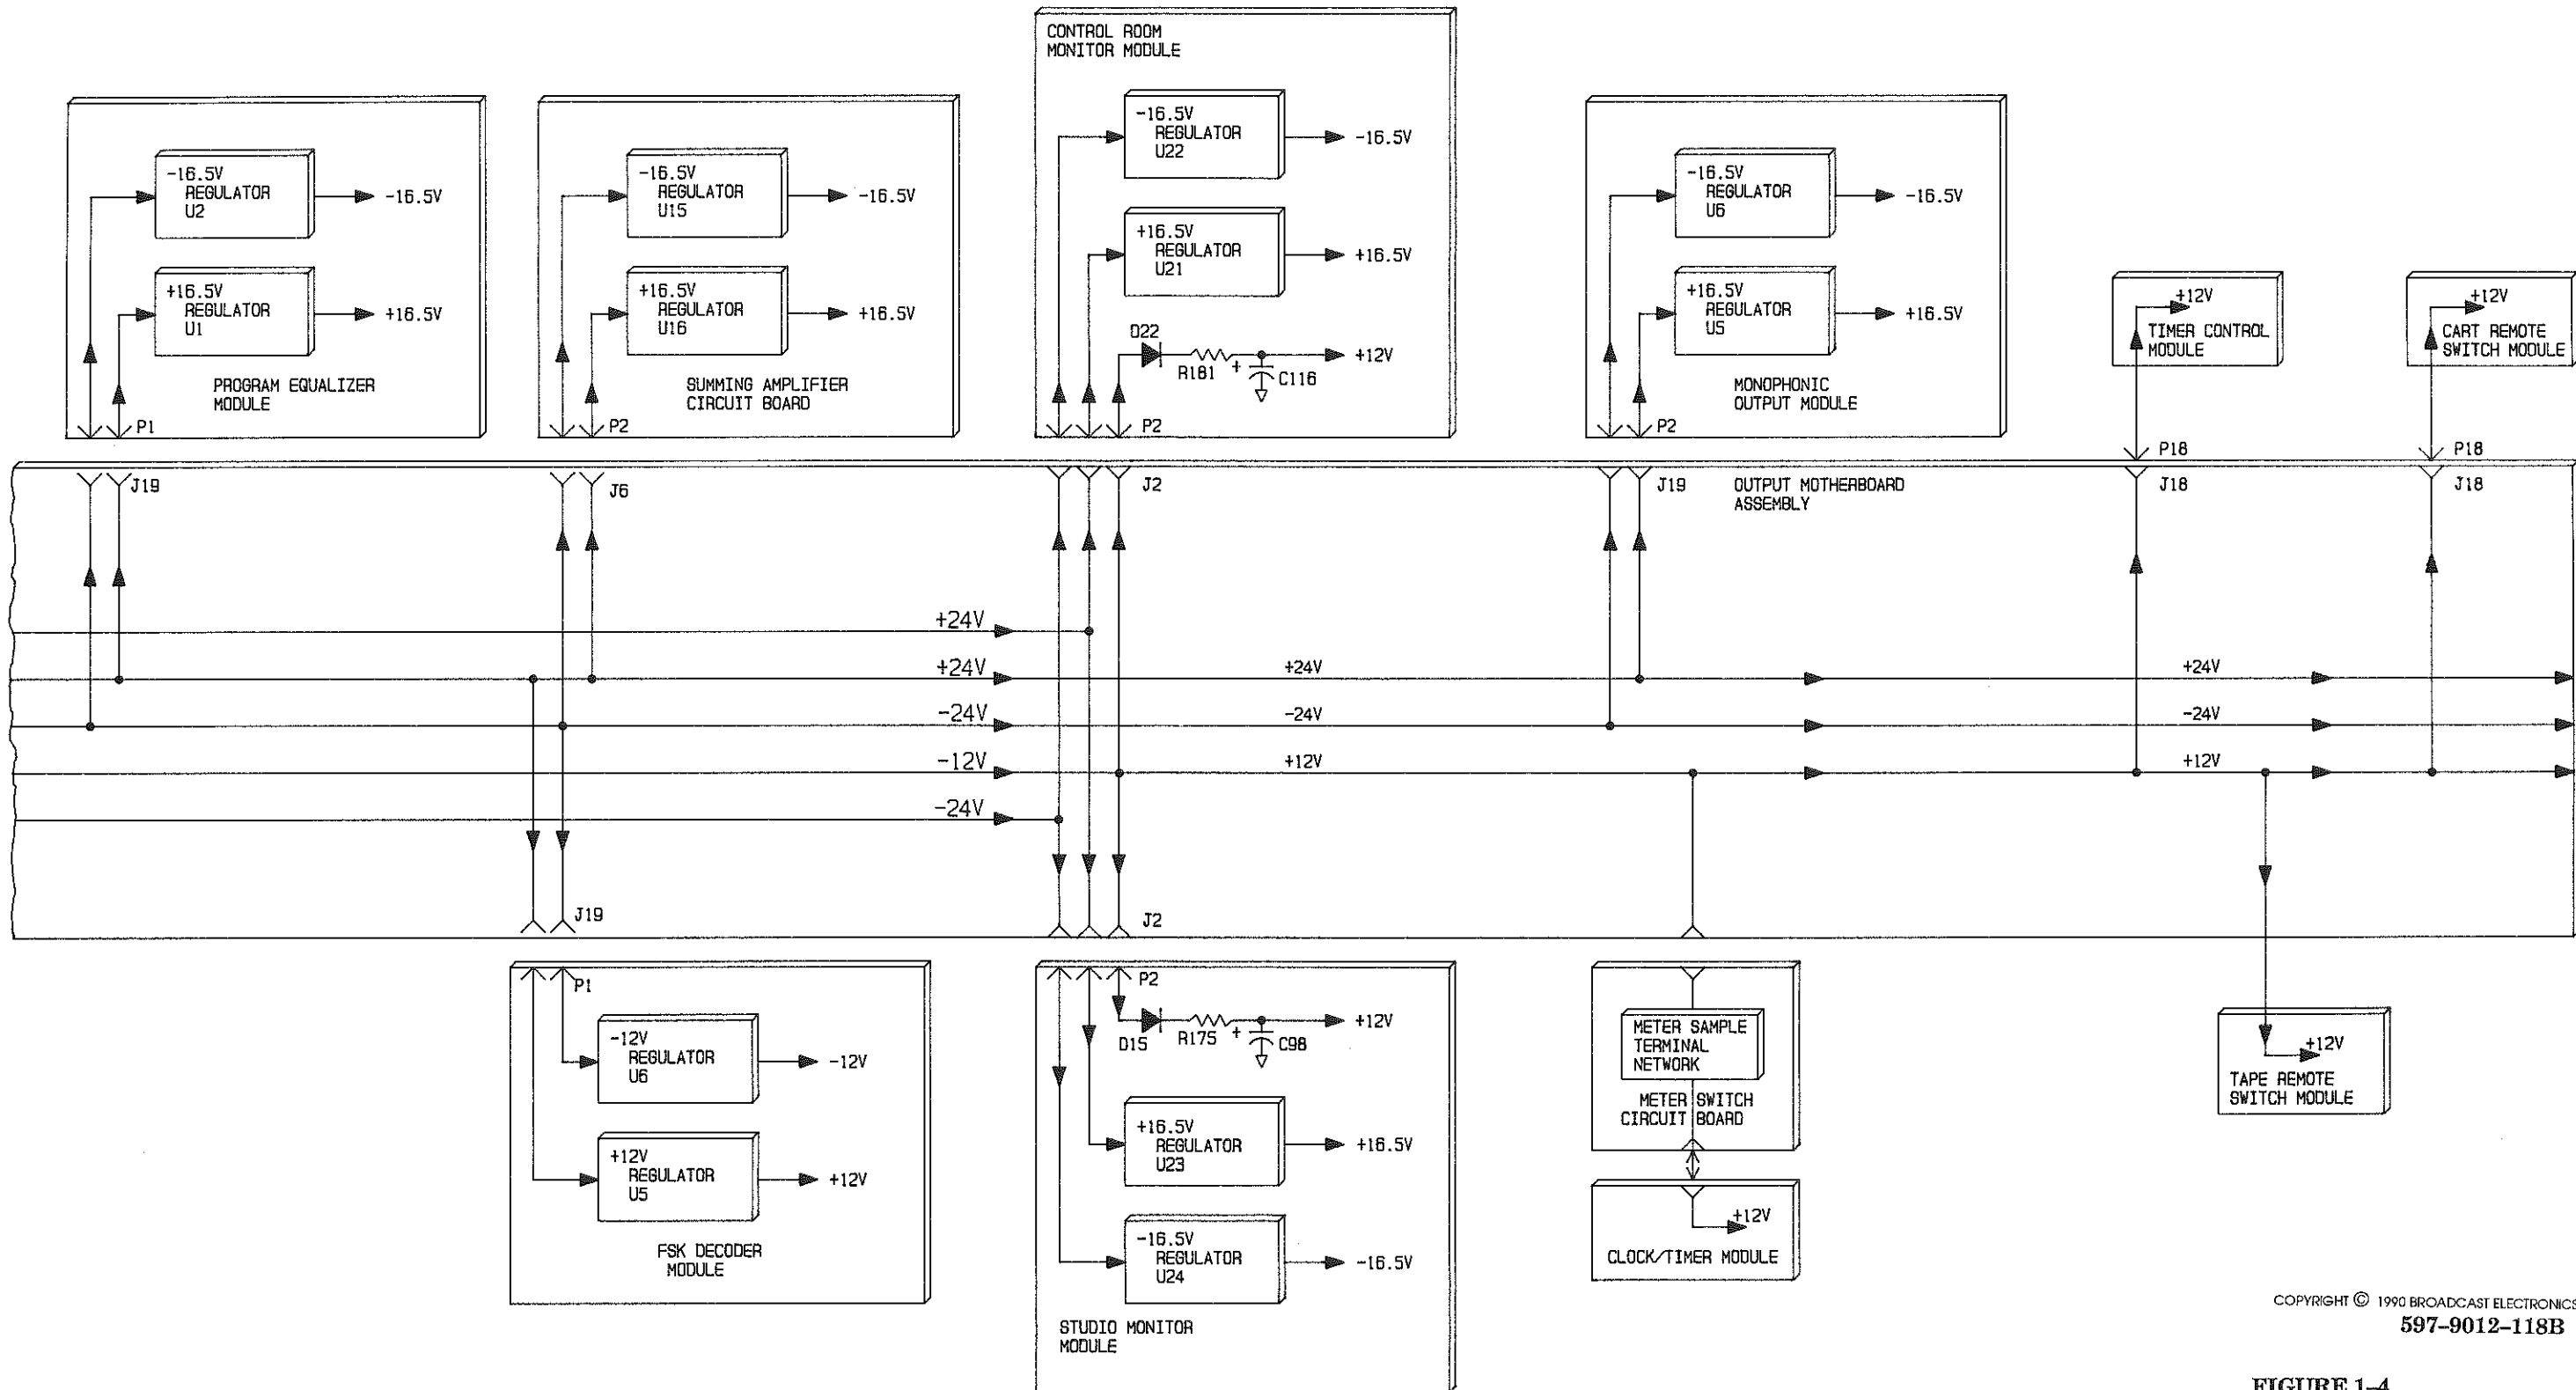 CONTROL ROOM
MONITOR MODULE
-16.5V
REGULATOR
U2
-16.5V
+16.5V
REGULATOR
U1
+16.5V
PROGRAM EQUALIZER
MODULE
P1
-16.5V
REGULATOR
U15
-16.5V
+16.5V
REGULATOR
U16
+16.5V
SUMMING AMPLIFIER
CIRCUIT BOARD
P2
-16.5V
REGULATOR
U22
-16.5V
+16.5V
REGULATOR
U21
+16.5V
D22
R181
+
C116
+12V
P2
-16.5V
REGULATOR
U6
-16.5V
+16.5V
REGULATOR
U5
+16.5V
MONOPHONIC
OUTPUT MODULE
P2
+12V
TIMER CONTROL
MODULE
P18
+12V
CART REMOTE
SWITCH MODULE
P18
J19
J6
J2
J19
OUTPUT MOTHERBOARD
ASSEMBLY
J18
J18
+24V
+24V
+24V
+24V
-24V
-24V
-24V
-12V
+12V
+12V
-24V
J19
J2
P1
-12V
REGULATOR
U6
-12V
+12V
REGULATOR
U5
+12V
FSK DECODER
MODULE
P2
D15
R175
+
C98
+12V
+16.5V
REGULATOR
U23
+16.5V
-16.5V
REGULATOR
U24
-16.5V
STUDIO MONITOR
MODULE
METER SAMPLE
TERMINAL
NETWORK
METER SWITCH
CIRCUIT BOARD
+12V
CLOCK/TIMER MODULE
+12V
TAPE REMOTE
SWITCH MODULE
COPYRIGHT © 1990 BROADCAST ELECTRONICS
597-9012-118B
FIGURE 1-4